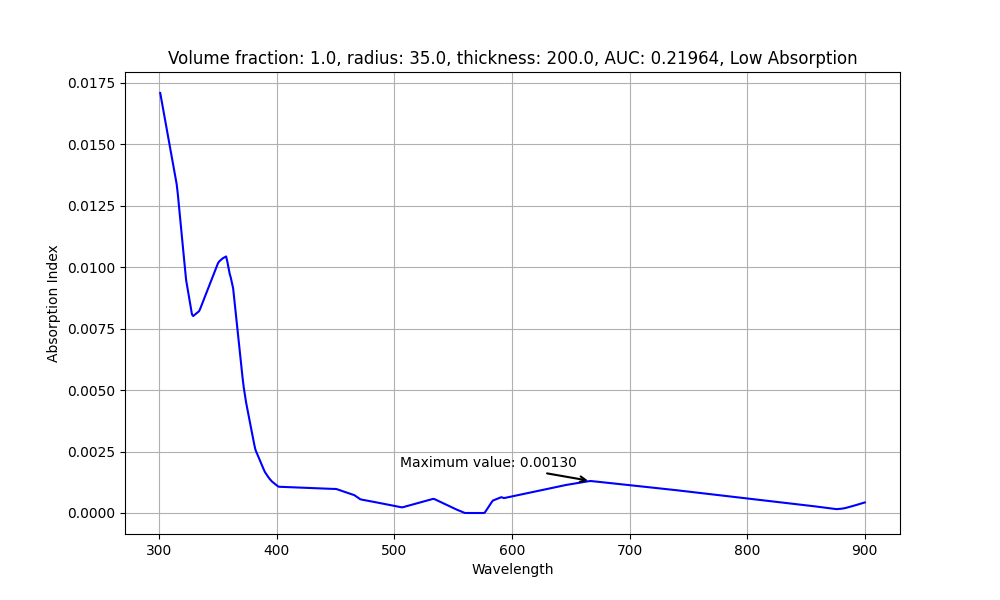 Volume fraction: 1.0, radius: 35.0, thickness: 200.0, AUC: 0.21964, Low Absorption
0.0175
0.0150
0.0125
0.0100
0.0075
0.0050
0.0025
0.0000
Absorption Index
Maximum value: 0.00130
300 400 500 600 700 800 900
Wavelength